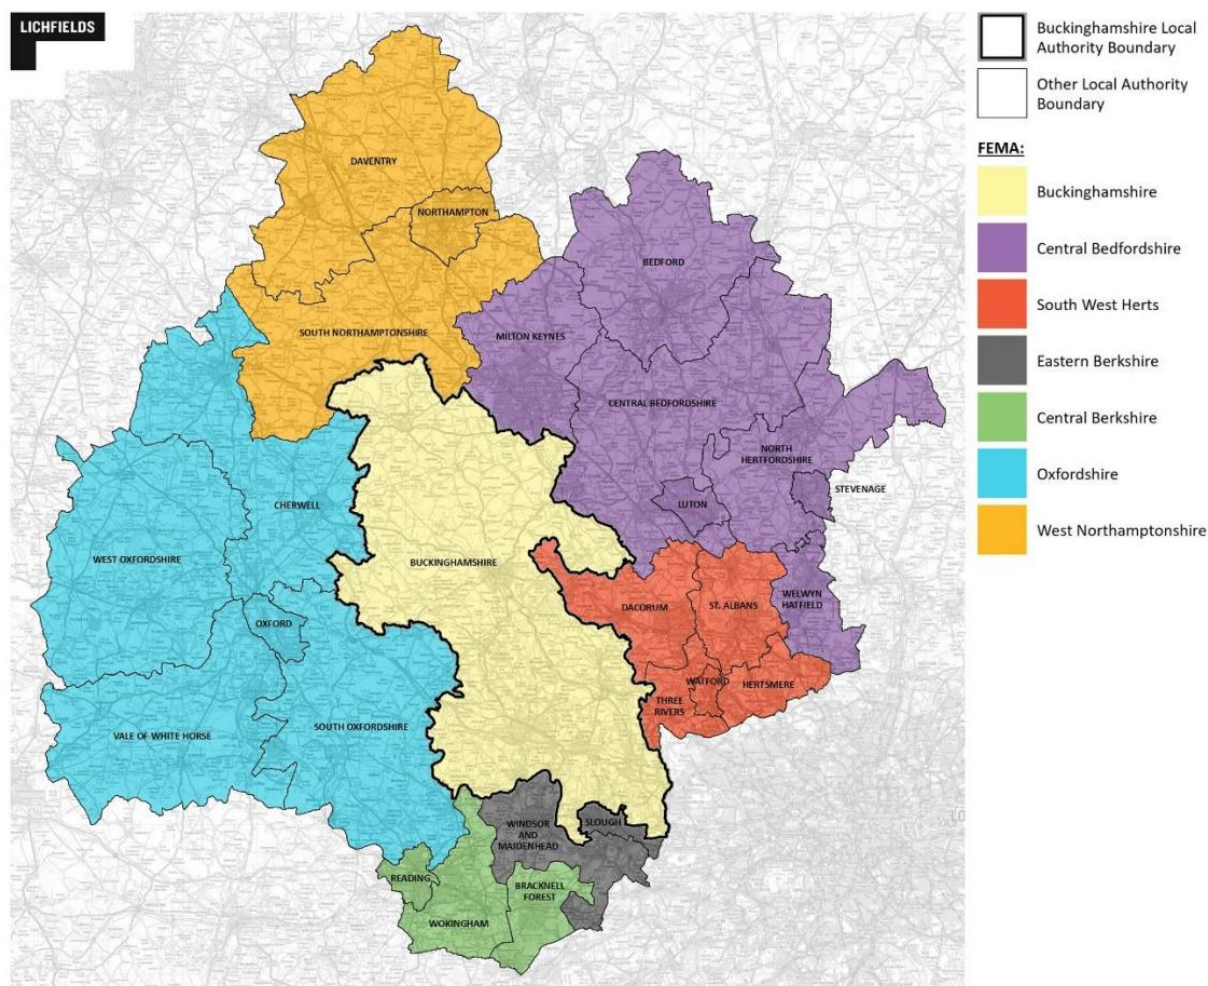 LICHFIELDS
Buckinghamshire Local
Authority Boundary
Other Local Authority
Boundary
FEMA:
Buckinghamshire
Central Bedfordshire
South West Herts
Eastern Berkshire
Central Berkshire
Oxfordshire
West Northamptonshire
DAVENTRY
NORTHAMPTON
BEDFORD
SOUTH NORTHAMPTONSHIRE
MILTON KEYNES
CENTRAL BEDFORDSHIRE
NORTH
HERTFORDSHIRE
STEVENAGE
LUTON
CHERWELL
WEST OXFORDSHIRE
BUCKINGHAMSHIRE
WELWYN
HATFIELD
DACORUM
ST. ALBANS
OXFORD
WATFORD
HERTSMERE
THREE
RIVERS
VALE OF WHITE HORSE
SOUTH OXFORDSHIRE
WINDSOR
AND
MAIDENHEAD
SLOUGH
READING
BRACKNELL
FOREST
WOKINGHAM